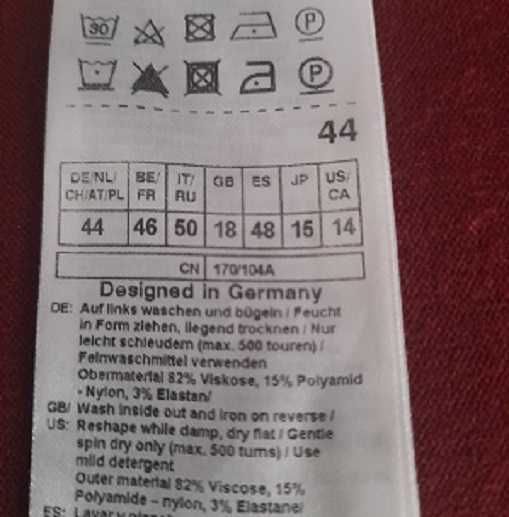 30 P
P
44
DE/NL/ CH/AT/PL BE/ FR IT/ RU GB ES JP US/ CA
44 46 50 18 48 15 14
CN 170/104A
Designed in Germany
DE: Auf links waschen und bügeln / Feucht
in Form ziehen, liegend trocknen / Nur
leicht schleudern (max. 500 touren) /
Feinwaschmittel verwenden
Obermaterial 82% Viskose, 15% Polyamid
- Nylon, 3% Elastan/
GB/ Wash inside out and iron on reverse /
US: Reshape while damp, dry flat / Gentle
spin dry only (max. 500 turns) / Use
mild detergent
Outer material 82% Viscose, 15%
Polyamide – nylon, 3% Elastane/
ES: